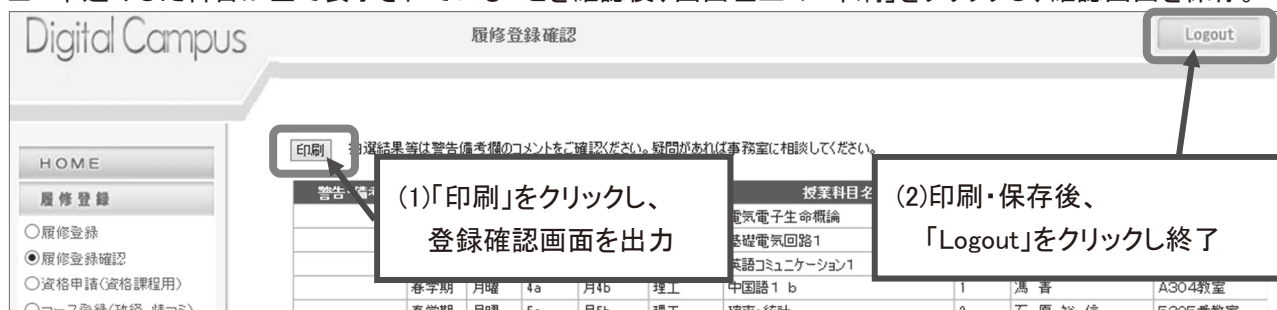 Digital Campus
履修登録確認
Logout
印刷
選結果等は警告備考欄のコメントをご確認ください。疑問があれば事務室に相談してください。
HOME
履修登録
○履修登録
◉履修登録確認
○資格申請(資格課程用)
授業科目名
電気電子生命概論
基礎電気回路1
英語コミュニケーション1
春学期 月曜 4a 月4b 理工 中国語1 b 1 馮 書 A304教室
(1)「印刷」をクリックし、
登録確認画面を出力
(2)印刷・保存後、
「Logout」をクリックし終了